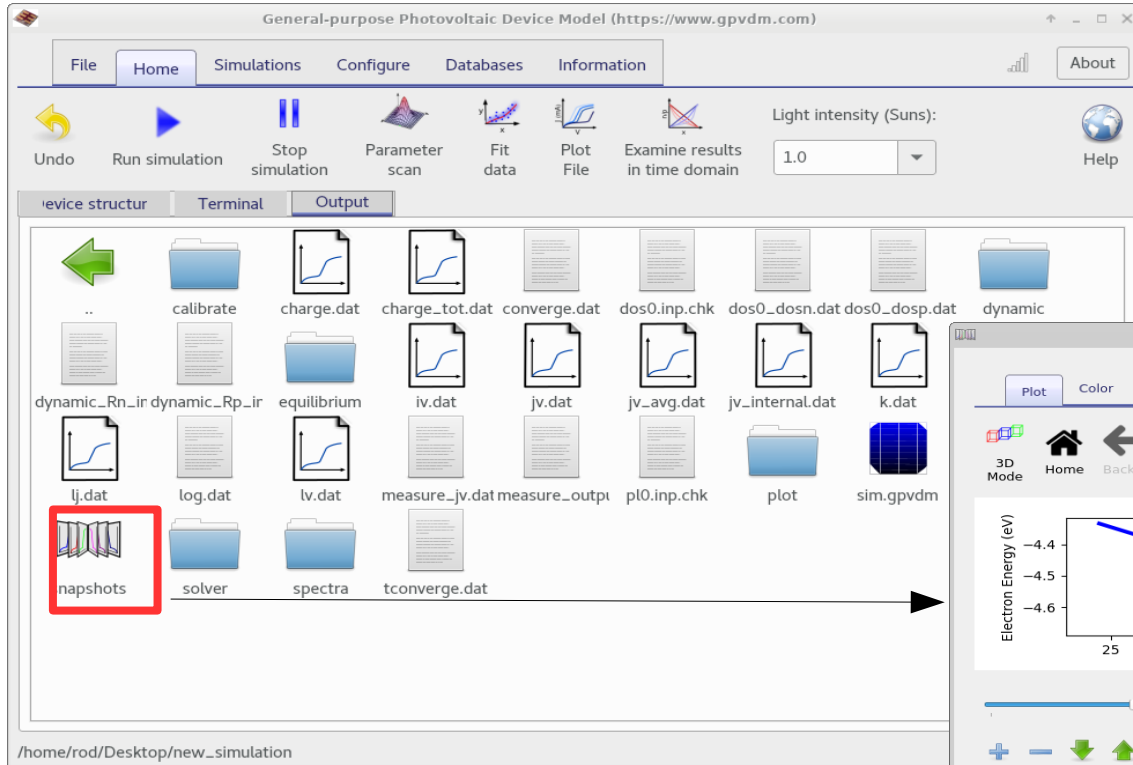 General-purpose Photovoltaic Device Model (https://www.gpvdm.com)
File Home Simulations Configure Databases Information About
Undo
Run simulation
Stop
simulation
Parameter
scan
Fit
data
Plot
File
Examine results
in time domain
Light intensity (Suns):
1.0
Help
evice structur Terminal Output
.. calibrate charge.dat charge_tot.dat converge.dat dos0.inp.chk dos0_dosn.dat dos0_dosp.dat dynamic
dynamic_Rn_ir dynamic_Rp_ir equilibrium iv.dat jv.dat jv_avg.dat jv_internal.dat k.dat
lj.dat log.dat lv.dat measure_jv.dat measure_outpu pl0.inp.chk plot sim.gpvdm
napshots solver spectra tconverge.dat
Plot Color
3D
Mode
Home
Back
Electron Energy (eV)
−4.4
−4.5
−4.6
25
/home/rod/Desktop/new_simulation